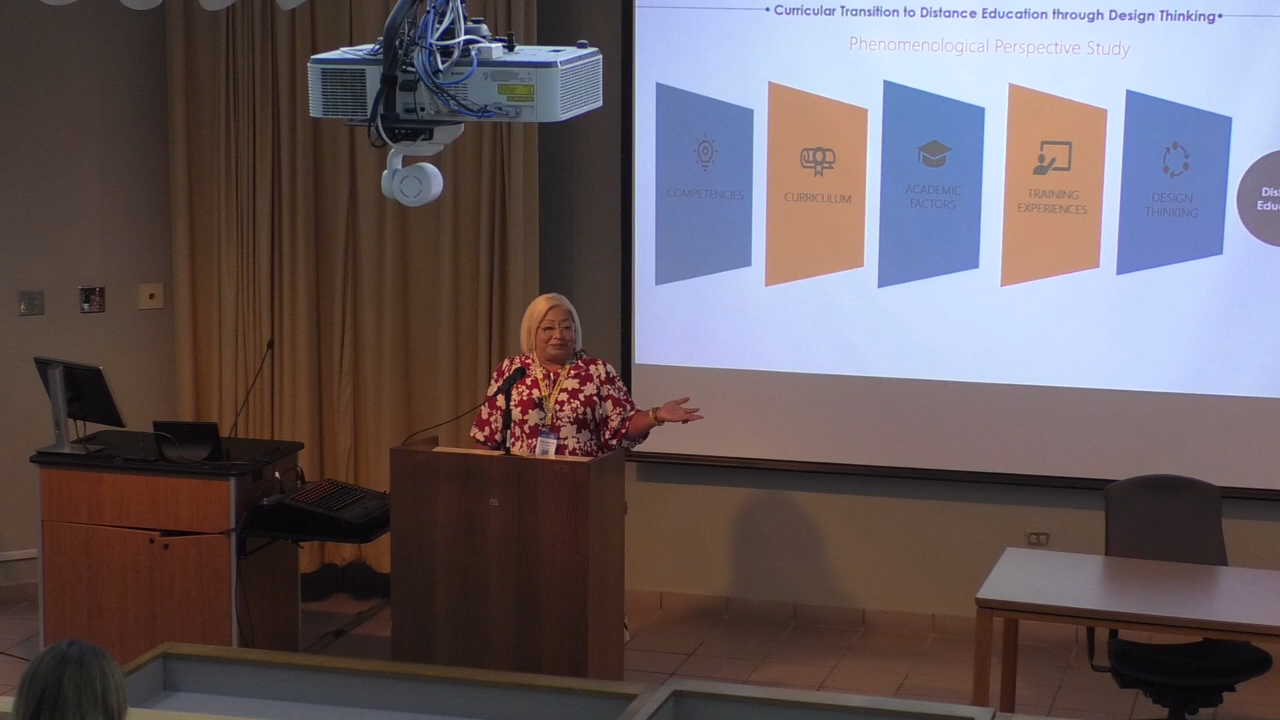 • Curricular Transition to Distance Education through Design Thinking •
Phenomenological Perspective Study
COMPETENCIES
CURRICULUM
ACADEMIC
FACTORS
TRAINING
EXPERIENCES
DESIGN
THINKING